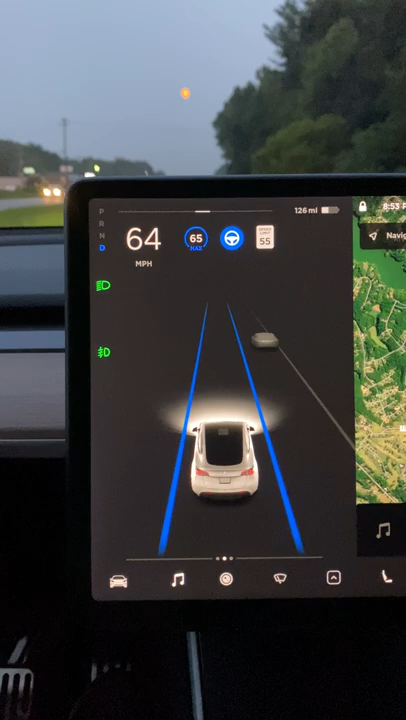 P
R
N
D
126 mi
8:53 P
64
MPH
65
MAX
SPEED
LIMIT
55
Navig